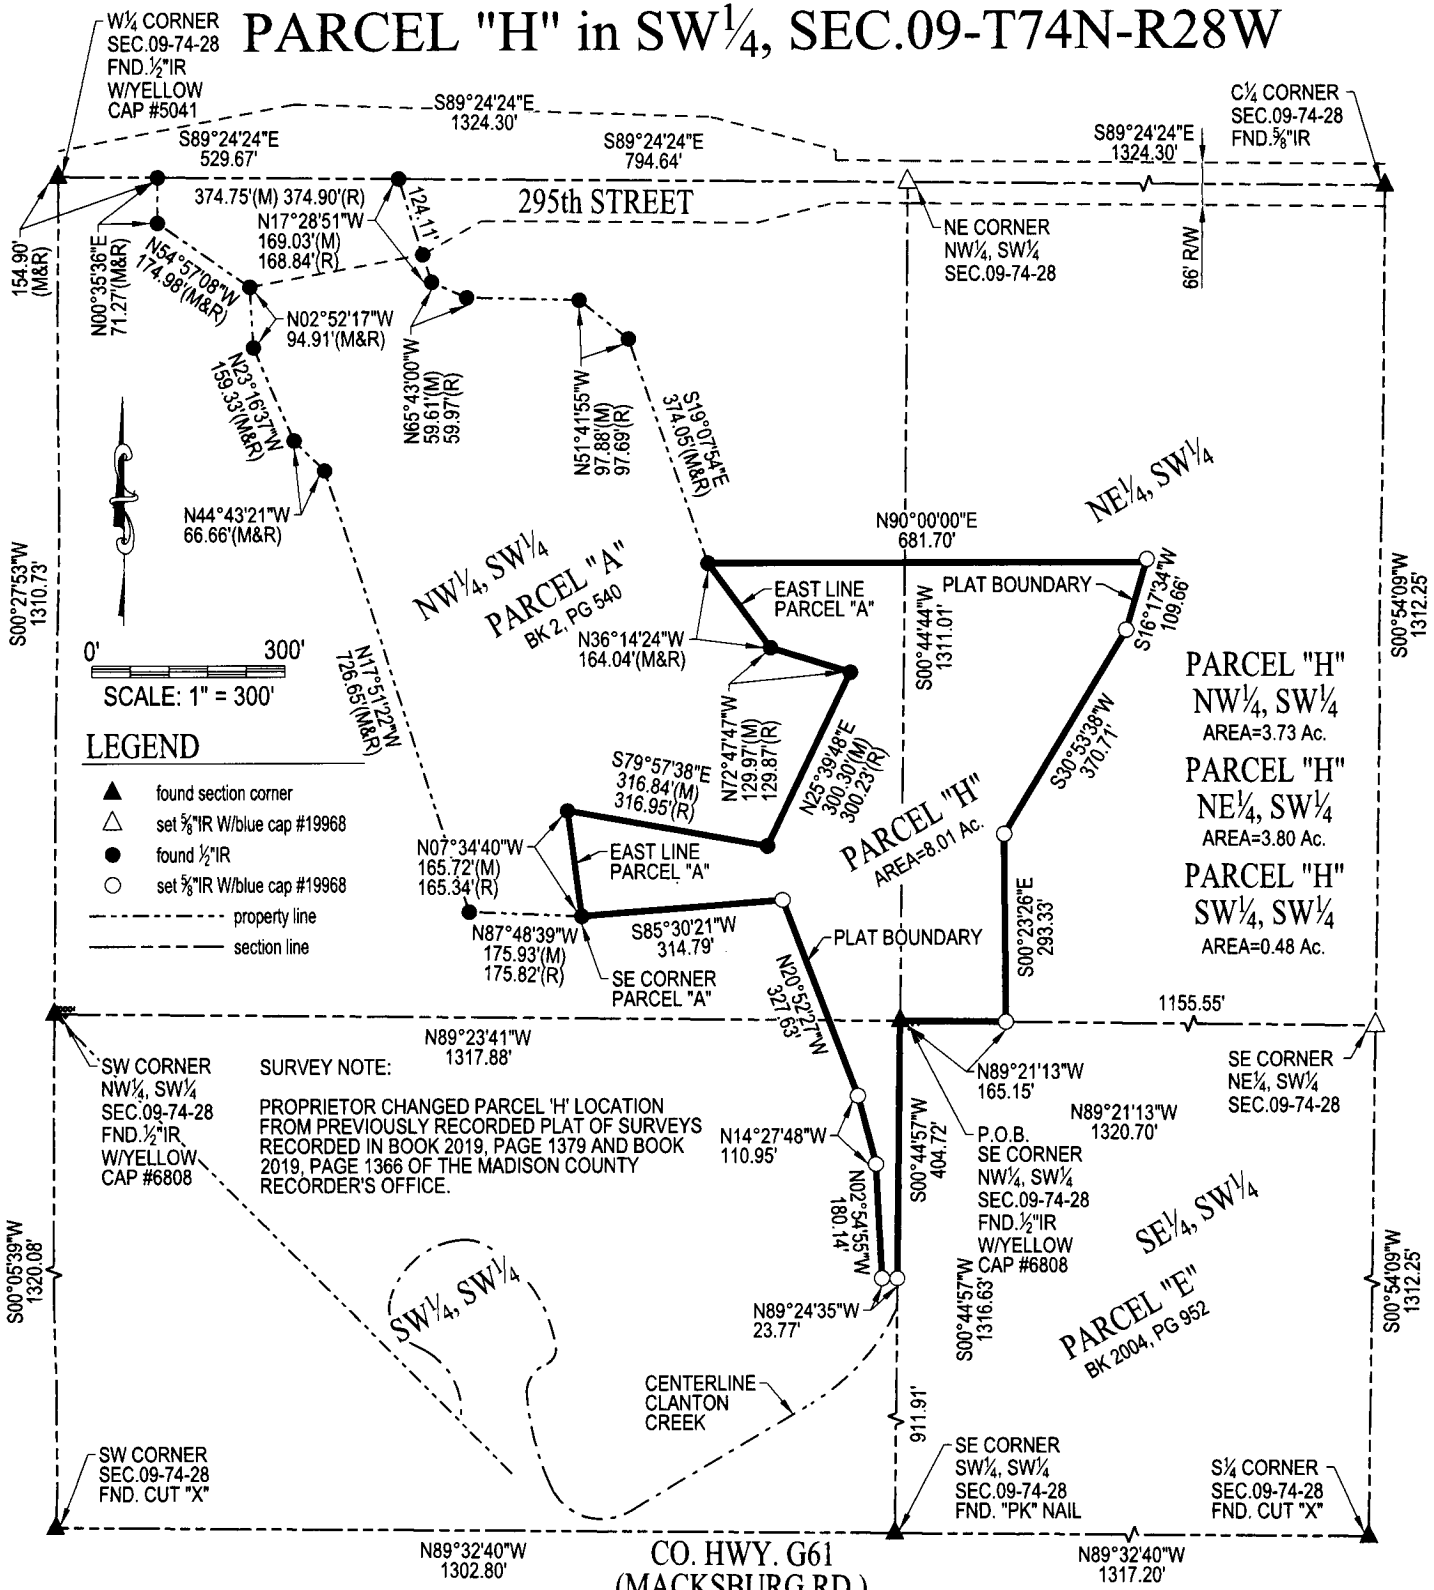 PARCEL "H" in SW¼, SEC.09-T74N-R28W
W¼ CORNER
SEC.09-74-28
FND.½"IR
W/YELLOW
CAP #5041
S89°24'24"E
1324.30'
S89°24'24"E
529.67'
S89°24'24"E
794.64'
S89°24'24"E
1324.30'
C¼ CORNER
SEC.09-74-28
FND.⅝"IR
374.75'(M) 374.90'(R)
295th STREET
N17°28'51"W
169.03'(M)
168.84'(R)
124.11'
NE CORNER
NW¼, SW¼
SEC.09-74-28
66' R/W
154.90'
(M&R)
N00°35'36"E
71.27'(M&R)
N54°57'08"W
174.98'(M&R)
N02°52'17"W
94.91'(M&R)
N23°16'37"W
159.33'(M&R)
N65°43'00"W
59.61'(M)
59.97'(R)
N51°41'55"W
97.88'(M)
97.69'(R)
S19°07'54"E
374.05'(M&R)
N44°43'21"W
66.66'(M&R)
NE¼, SW¼
N90°00'00"E
681.70'
S00°27'53"W
1310.73'
NW¼, SW¼
PARCEL "A"
BK 2, PG 540
EAST LINE
PARCEL "A"
PLAT BOUNDARY
S16°17'34"W
109.66'
S00°54'09"W
1312.25'
N36°14'24"W
164.04'(M&R)
S00°44'44"W
1311.01'
0' 300'
SCALE: 1" = 300'
N17°51'22"W
726.65'(M&R)
PARCEL "H"
NW¼, SW¼
AREA=3.73 Ac.
PARCEL "H"
NE¼, SW¼
AREA=3.80 Ac.
PARCEL "H"
SW¼, SW¼
AREA=0.48 Ac.
LEGEND
found section corner
set ⅝"IR W/blue cap #19968
found ½"IR
set ⅝"IR W/blue cap #19968
property line
section line
N72°47'47"W
129.97'(M)
129.87'(R)
S79°57'38"E
316.84'(M)
316.95'(R)
N25°39'48"E
300.30'(M)
300.23'(R)
S30°53'38"W
370.71'
PARCEL "H"
AREA=8.01 Ac.
N07°34'40"W
165.72'(M)
165.34'(R)
EAST LINE
PARCEL "A"
N87°48'39"W
175.93'(M)
175.82'(R)
S85°30'21"W
314.79'
PLAT BOUNDARY
SE CORNER
PARCEL "A"
S00°23'26"E
293.33'
N20°52'27"W
327.63'
1155.55'
N89°23'41"W
1317.88'
SW CORNER
NW¼, SW¼
SEC.09-74-28
FND.½"IR
W/YELLOW
CAP #6808
SURVEY NOTE:
PROPRIETOR CHANGED PARCEL 'H' LOCATION
FROM PREVIOUSLY RECORDED PLAT OF SURVEYS
RECORDED IN BOOK 2019, PAGE 1379 AND BOOK
2019, PAGE 1366 OF THE MADISON COUNTY
RECORDER'S OFFICE.
N89°21'13"W
165.15'
SE CORNER
NE¼, SW¼
SEC.09-74-28
N89°21'13"W
1320.70'
N14°27'48"W
110.95'
S00°44'57"W
404.72'
P.O.B.
SE CORNER
NW¼, SW¼
SEC.09-74-28
FND.½"IR
W/YELLOW
CAP #6808
N02°54'55"W
180.14'
SE¼, SW¼
PARCEL "E"
BK 2004, PG 952
S00°05'39"W
1320.08'
SW¼, SW¼
N89°24'35"W
23.77'
S00°44'57"W
1316.63'
S00°54'09"W
1312.25'
CENTERLINE
CLANTON
CREEK
911.91'
SW CORNER
SEC.09-74-28
FND. CUT "X"
SE CORNER
SW¼, SW¼
SEC.09-74-28
FND. "PK" NAIL
S¼ CORNER
SEC.09-74-28
FND. CUT "X"
N89°32'40"W
1302.80'
CO. HWY. G61
(MACKSBURG RD.)
N89°32'40"W
1317.20'